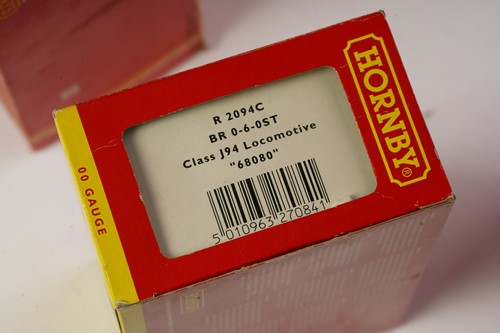 R 2094C
BR 0-6-0ST
Class J94 Locomotive
"68080"
5 010963 270841
HORNBY®
00 GAUGE